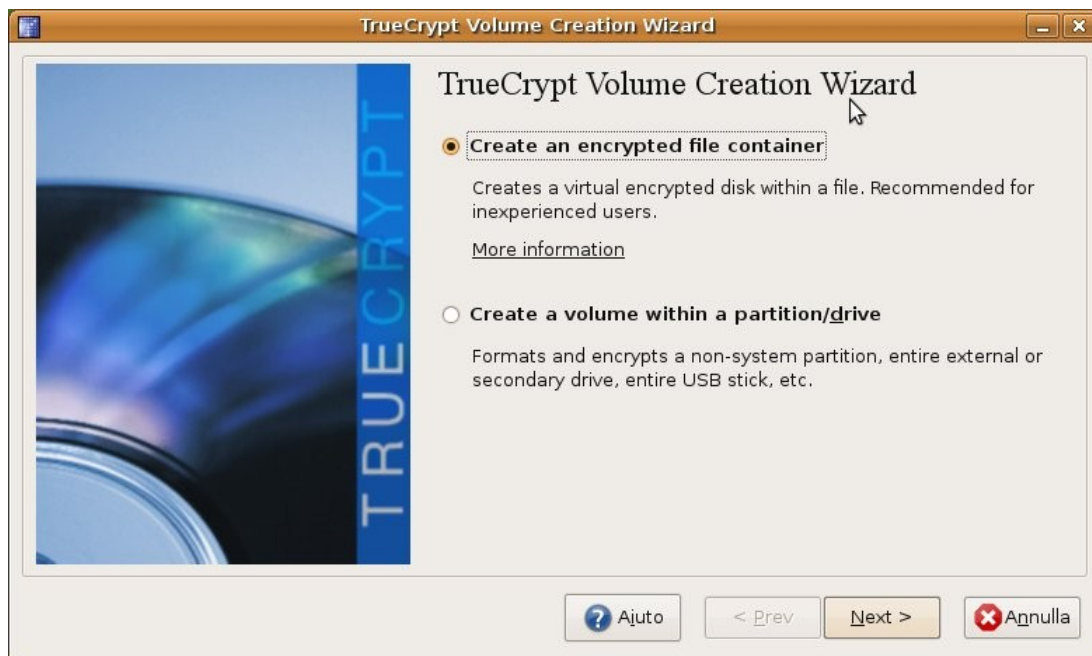 TrueCrypt Volume Creation Wizard
TRUECRYPT
TrueCrypt Volume Creation Wizard
Create an encrypted file container
Creates a virtual encrypted disk within a file. Recommended for
inexperienced users.
More information
Create a volume within a partition/drive
Formats and encrypts a non-system partition, entire external or
secondary drive, entire USB stick, etc.
Aiuto
< Prev
Next >
Annulla